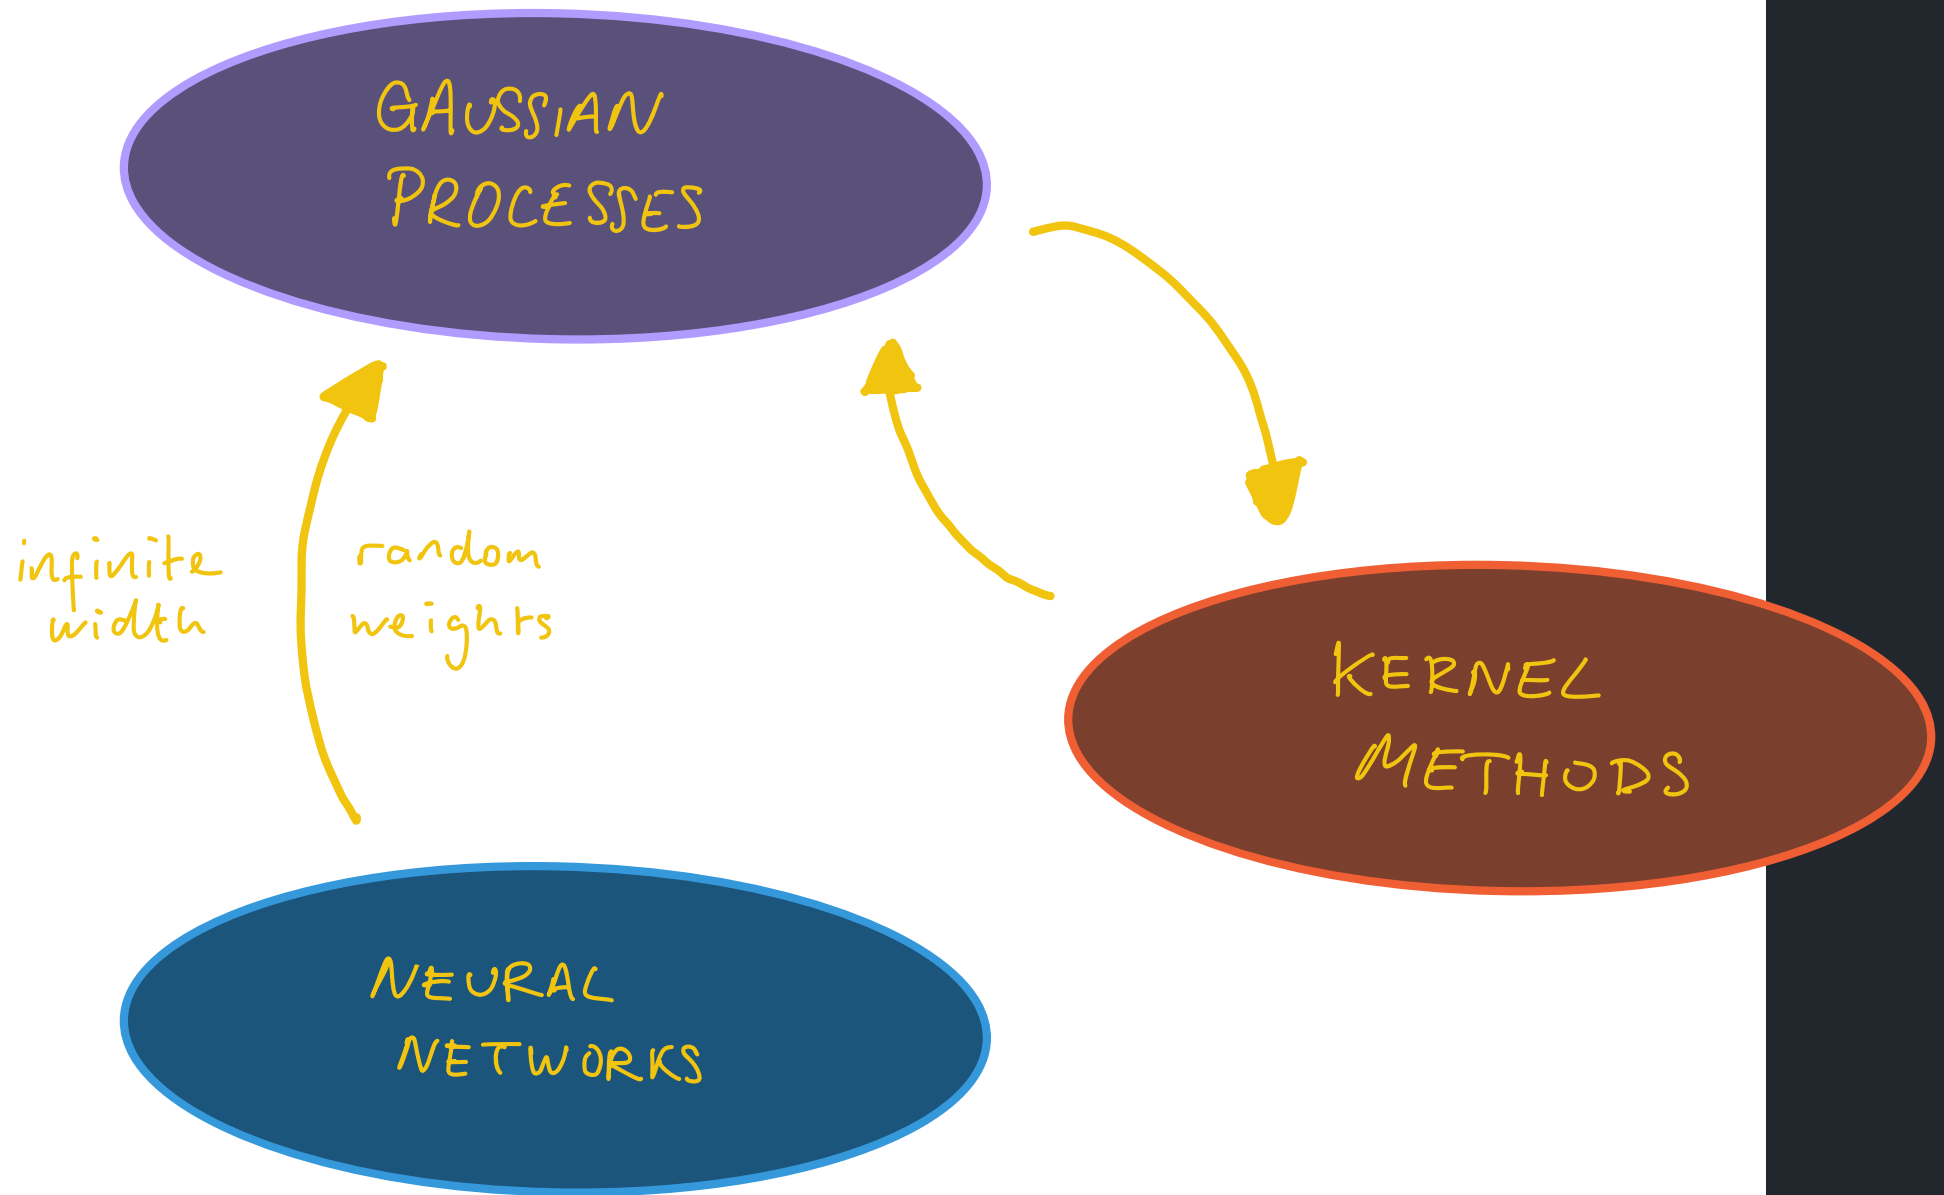 GAUSSIAN
PROCESSES
infinite
width
random
weights
KERNEL
METHODS
NEURAL
NETWORKS